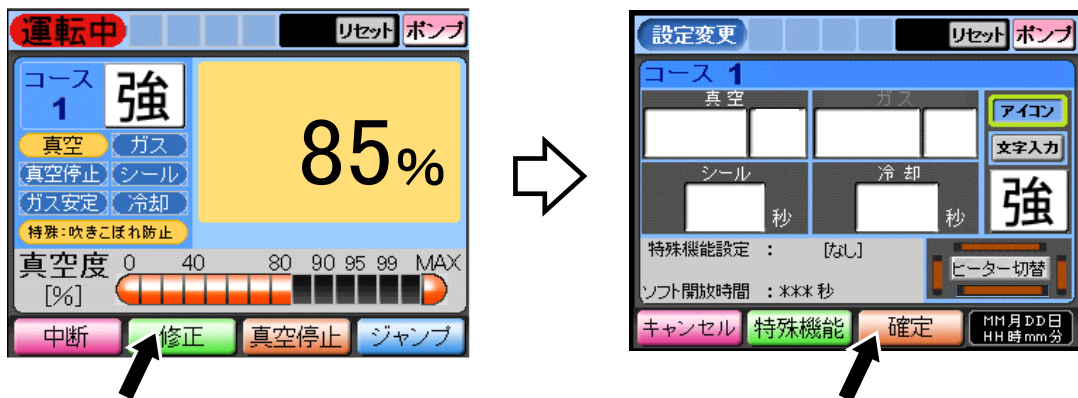 運転中 リセット ポンプ
コース
1
強
85%
真空 ガス
真空停止 シール
ガス安定 冷却
特殊:吹きこぼれ防止
真空度 0 40 80 90 95 99 MAX
[%]
中断 修正 真空停止 ジャンプ
設定変更 リセット ポンプ
コース 1
真空 ガス
アイコン
文字入力
シール 冷却
強
秒 秒
特殊機能設定 : [なし]
ヒーター切替
ソフト開放時間 :***秒
キャンセル 特殊機能 確定 MM月DD日
HH時mm分